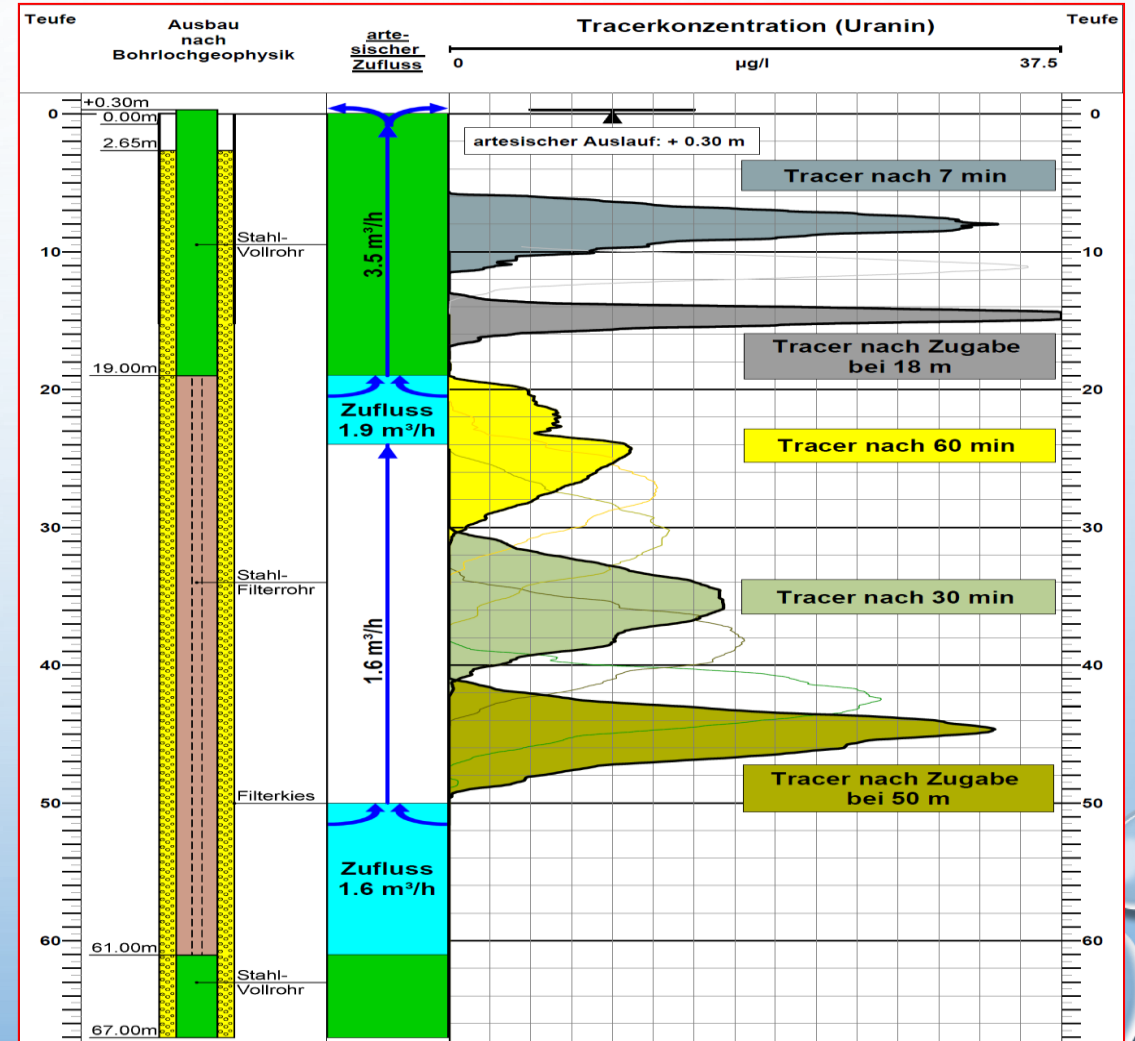 Teufe
Ausbau
nach
Bohrlochgeophysik
arte-
sischer
Zufluss
Tracerkonzentration (Uranin)
0 µg/l 37.5
Teufe
+0.30m
0 0.00m
2.65m
artesischer Auslauf: + 0.30 m
0
Tracer nach 7 min
3.5 m³/h
Stahl-
Vollrohr
10
10
Tracer nach Zugabe
bei 18 m
19.00m
20
20
Zufluss
1.9 m³/h
Tracer nach 60 min
30
30
Stahl-
Filterrohr
Tracer nach 30 min
1.6 m³/h
40
40
Tracer nach Zugabe
bei 50 m
Filterkies
50
50
Zufluss
1.6 m³/h
60
60
61.00m
Stahl-
Vollrohr
67.00m